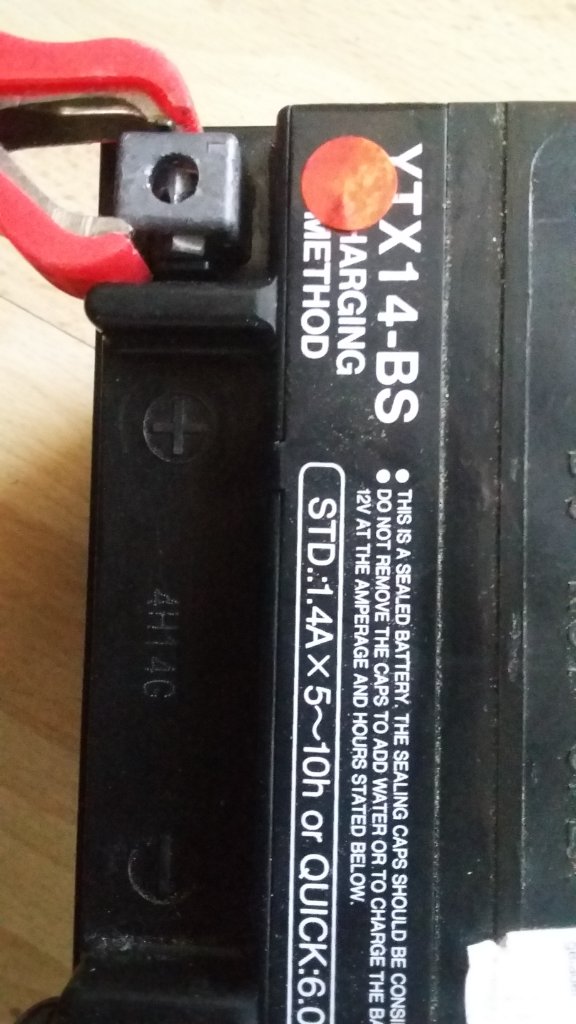 YTX14-BS
HARGING
METHOD
● THIS IS A SEALED BATTERY. THE SEALING CAPS SHOULD BE CONSI
● DO NOT REMOVE THE CAPS TO ADD WATER OR TO CHARGE THE BA
12V AT THE AMPERAGE AND HOURS STATED BELOW.
STD.:1.4A × 5~10h or QUICK:6.0
+
4H14G
−